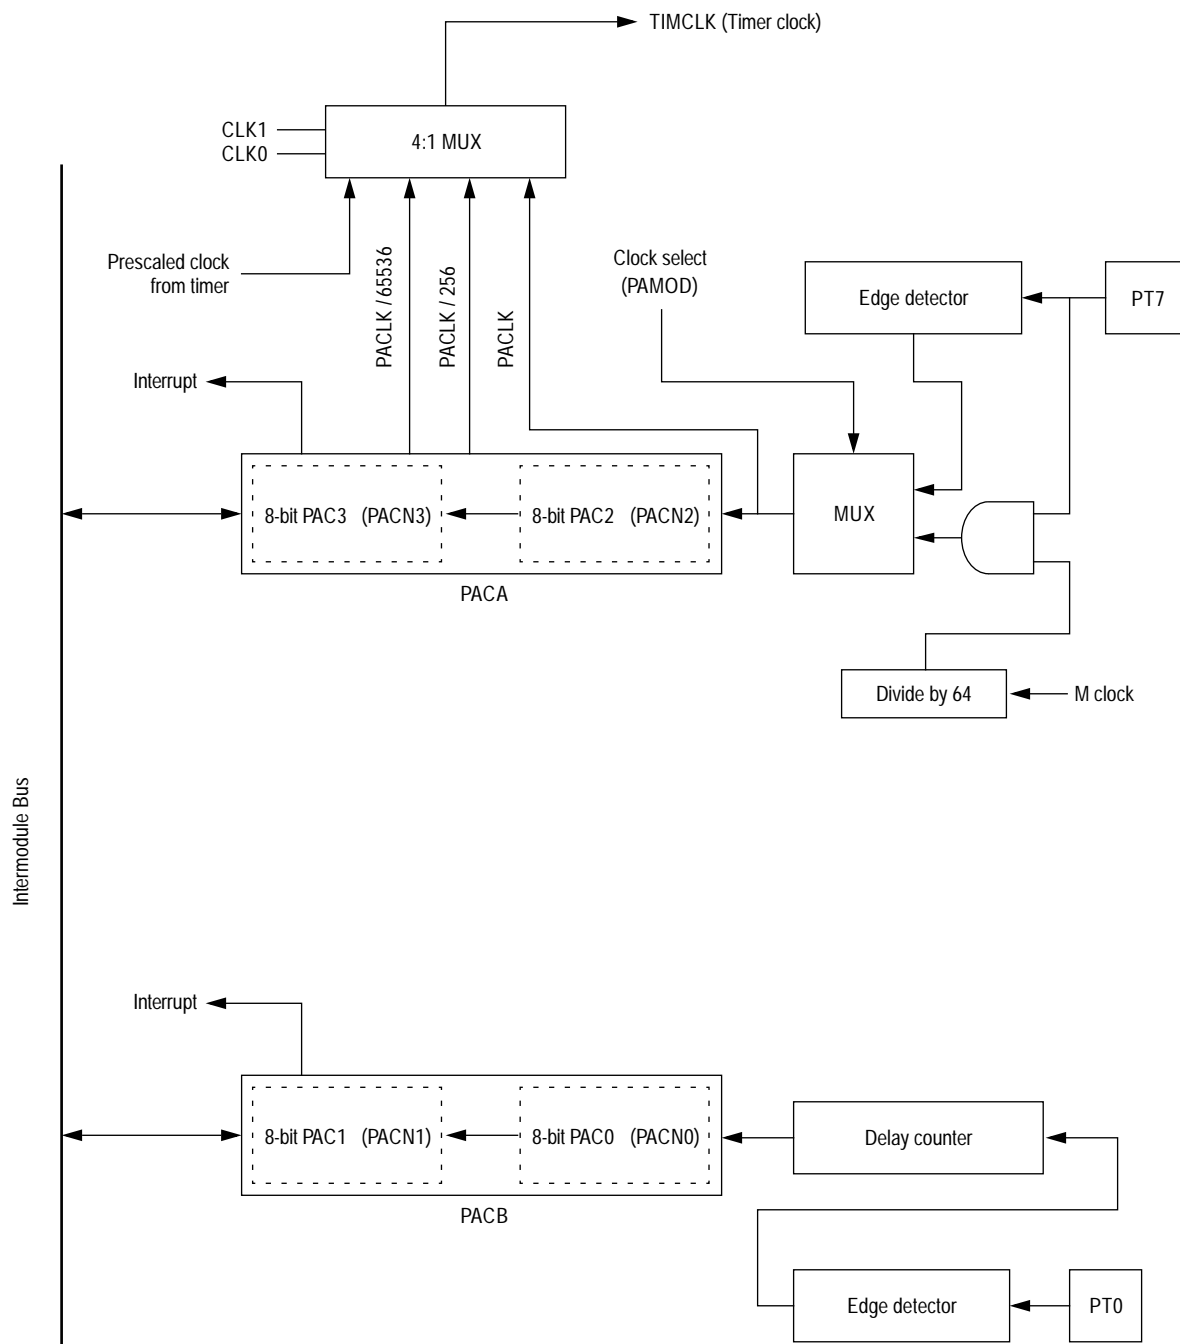 TIMCLK (Timer clock)
CLK1
CLK0
4:1 MUX
Prescaled clock
from timer
PACLK / 65536
PACLK / 256
PACLK
Clock select
(PAMOD)
Edge detector
PT7
Interrupt
8-bit PAC3 (PACN3)
8-bit PAC2 (PACN2)
MUX
PACA
Divide by 64
M clock
Intermodule Bus
Interrupt
8-bit PAC1 (PACN1)
8-bit PAC0 (PACN0)
Delay counter
PACB
Edge detector
PT0